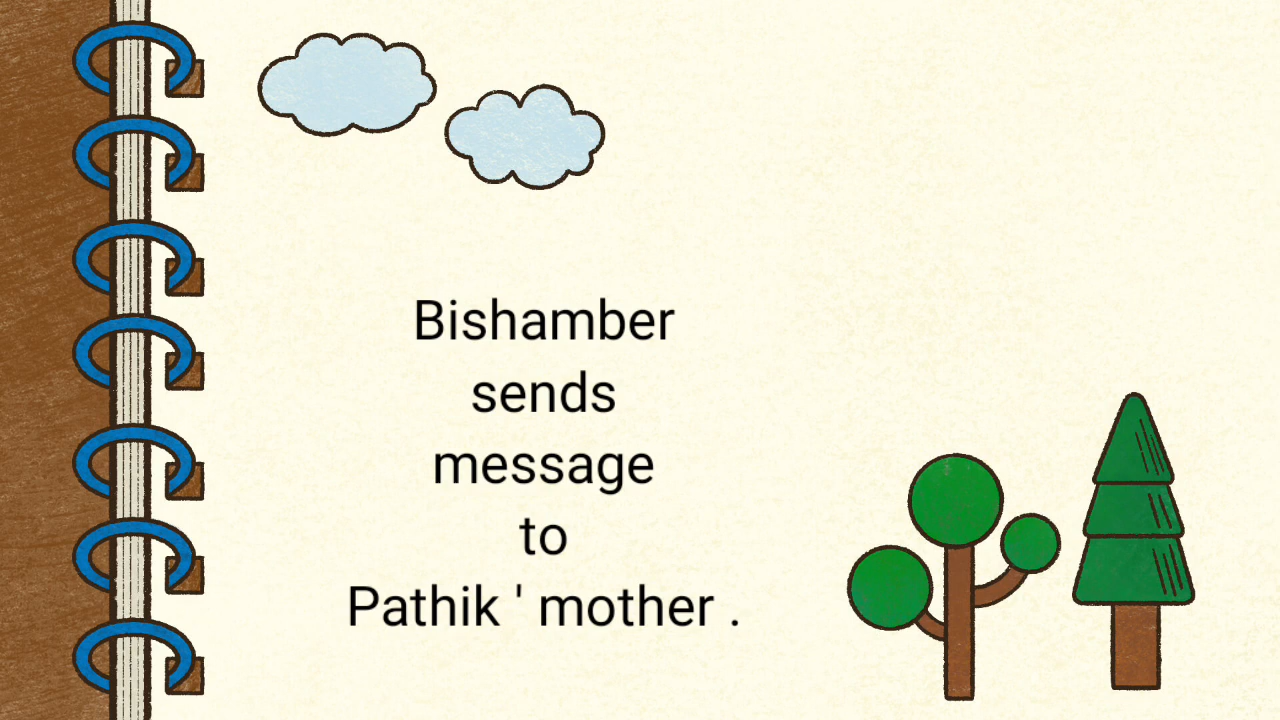 Bishamber
sends
message
to
Pathik ' mother .